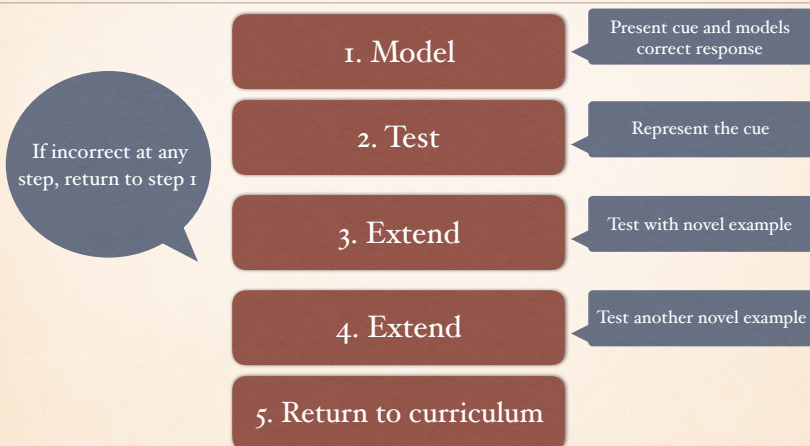 1. Model
Present cue and models
correct response
If incorrect at any
step, return to step 1
2. Test
Represent the cue
3. Extend
Test with novel example
4. Extend
Test another novel example
5. Return to curriculum